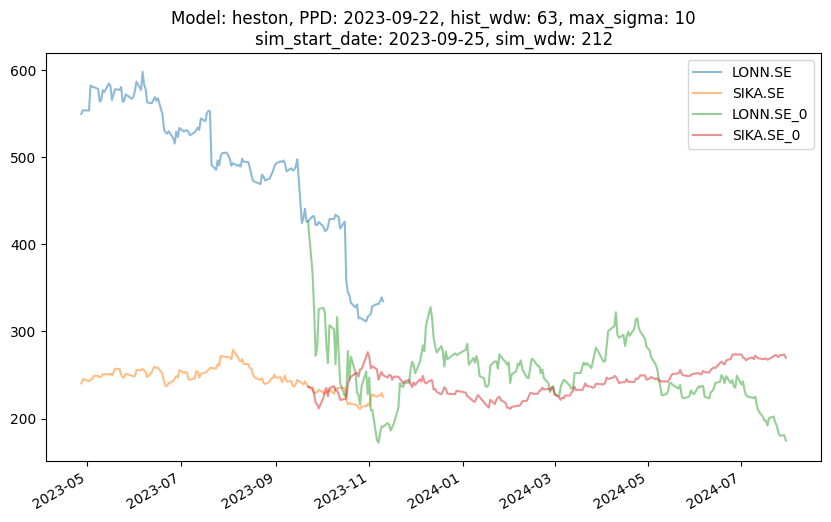 Model: heston, PPD: 2023-09-22, hist_wdw: 63, max_sigma: 10
sim_start_date: 2023-09-25, sim_wdw: 212
LONN.SE
SIKA.SE
LONN.SE_0
SIKA.SE_0
600
500
400
300
200
2023-05
2023-07
2023-09
2023-11
2024-01
2024-03
2024-05
2024-07